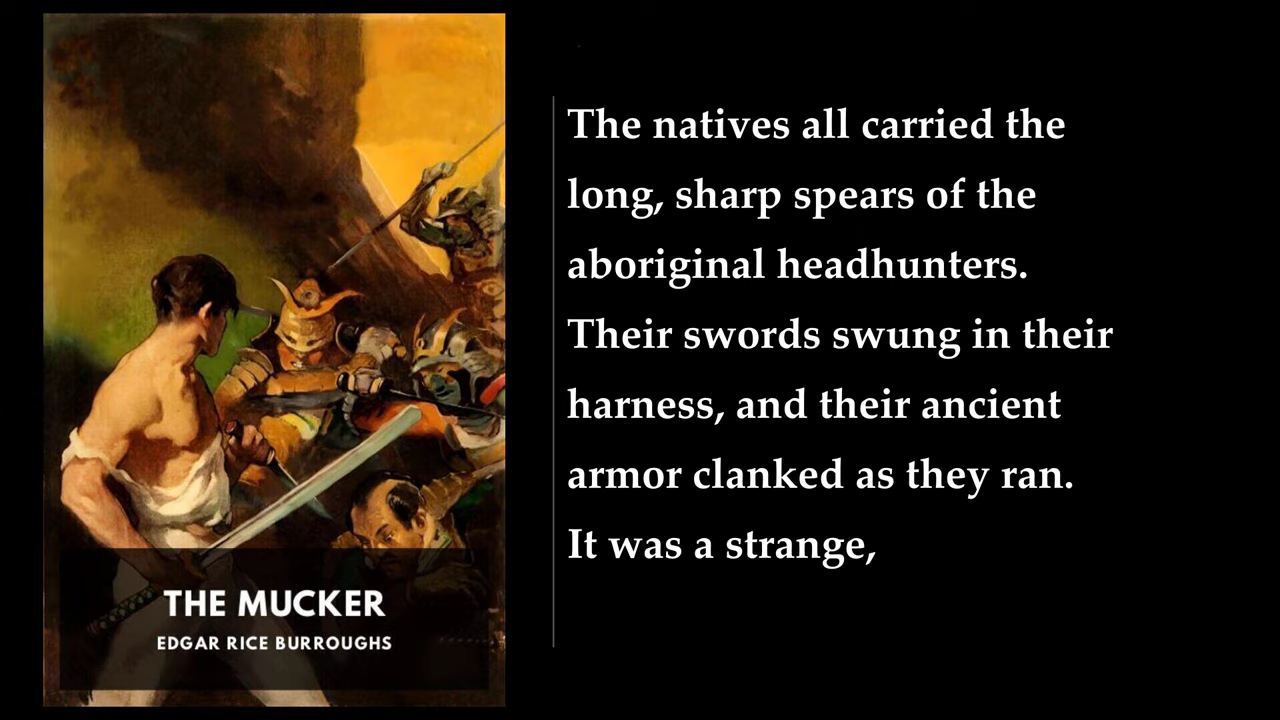 The natives all carried the
long, sharp spears of the
aboriginal headhunters.
Their swords swung in their
harness, and their ancient
armor clanked as they ran.
It was a strange,
THE MUCKER
EDGAR RICE BURROUGHS